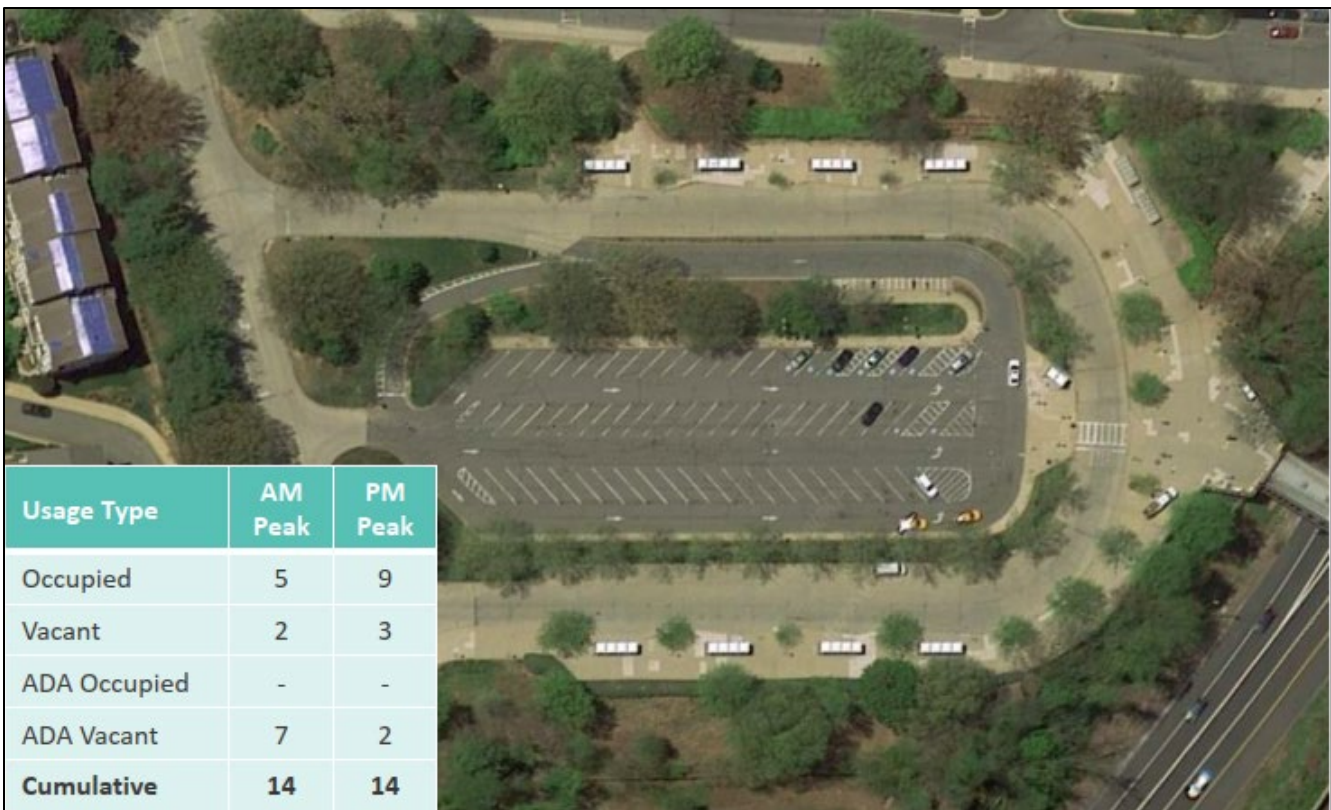 Usage Type AM Peak PM Peak
Occupied 5 9
Vacant 2 3
ADA Occupied - -
ADA Vacant 7 2
Cumulative 14 14